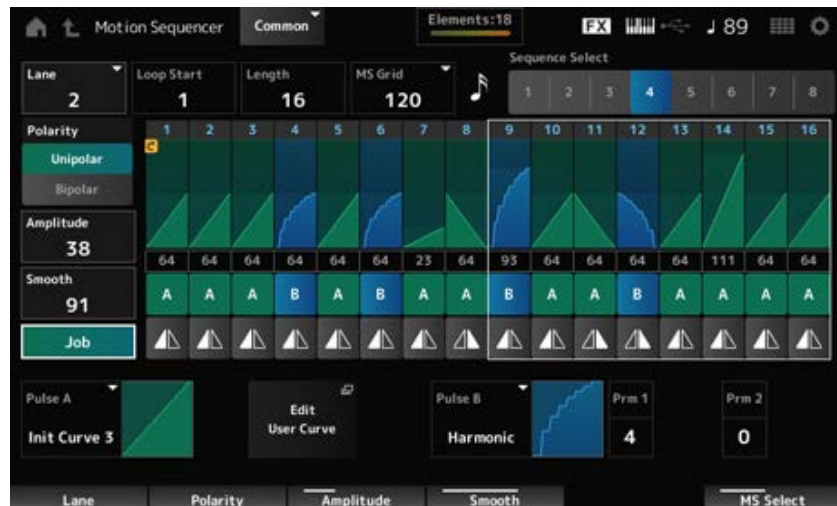 Motion Sequencer Common Elements:18 FX ♩ 89
Sequence Select
Lane Loop Start Length MS Grid
2 1 16 120 1 2 3 4 5 6 7 8
Polarity 1 2 3 4 5 6 7 8 9 10 11 12 13 14 15 16
C
Unipolar
Bipolar
Amplitude
38
64 64 64 64 64 64 23 64 93 64 64 64 64 111 64 64
Smooth
91
A A A B A B A A B A A B A A A A
Job
Pulse A Pulse B Prm 1 Prm 2
Edit
User Curve
Init Curve 3 Harmonic 4 0
Lane Polarity Amplitude Smooth MS Select